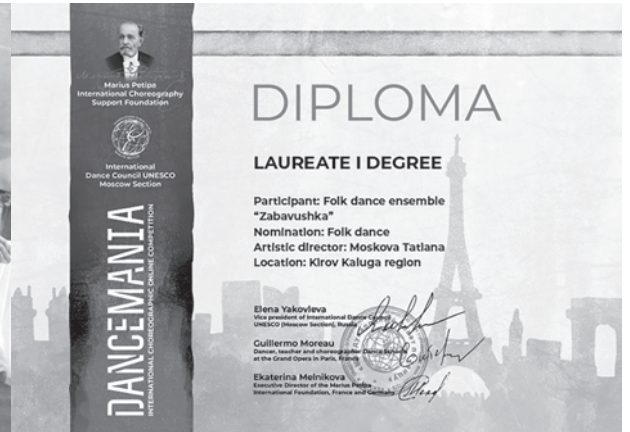 Marius Petipa
International Choreography
Support Foundation
International
Dance Council UNESCO
Moscow Section
DANCEMANIA
INTERNATIONAL CHOREOGRAPHIC ONLINE COMPETITION
DIPLOMA
LAUREATE I DEGREE
Participant: Folk dance ensemble
"Zabavushka"
Nomination: Folk dance
Artistic director: Moskova Tatiana
Location: Kirov Kaluga region
Elena Yakovleva
Vice president of International Dance Council
UNESCO (Moscow Section), Russia
Guillermo Moreau
Dancer, teacher and choreographer Dance School
at the Grand Opera in Paris, France
Ekaterina Melnikova
Executive Director of the Marius Petipa
International Foundation, France and Germany